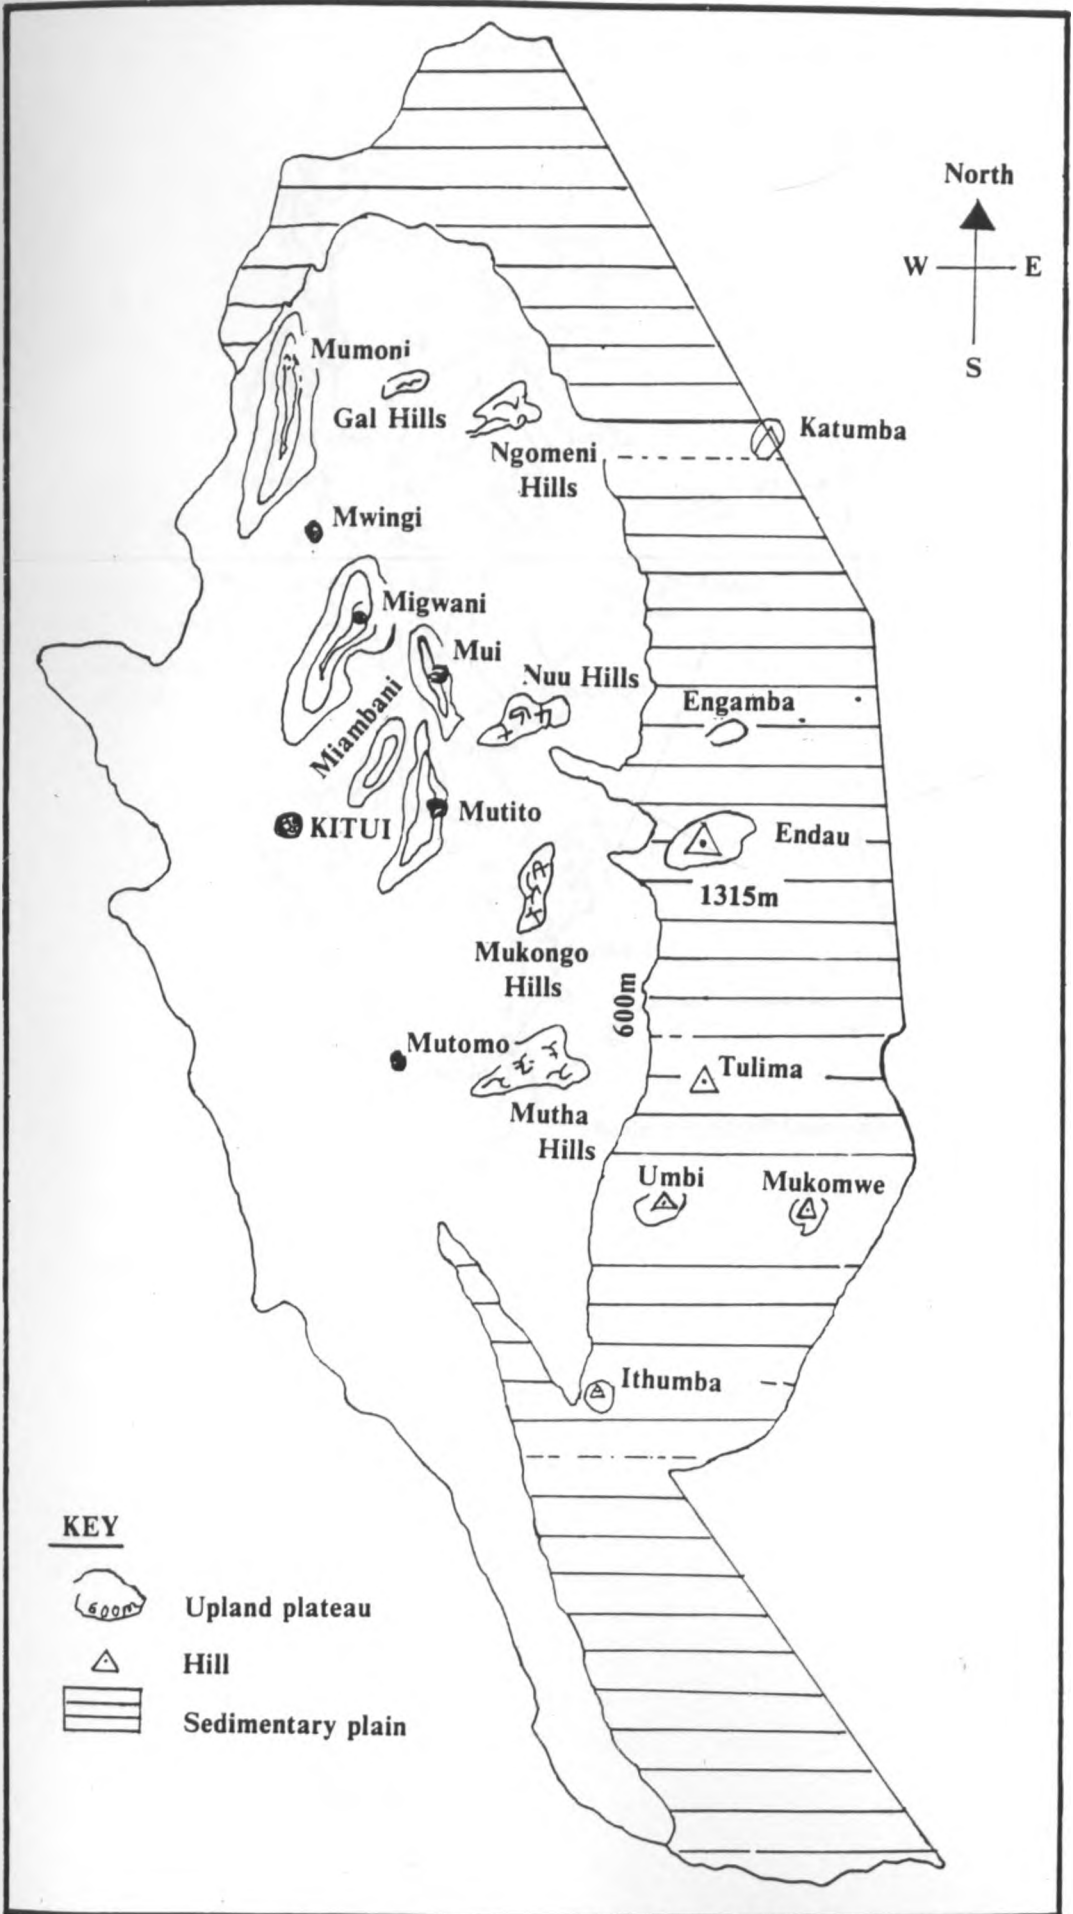 North
W E
S
Mumoni
Gal Hills
Katumba
Ngomeni
Hills
Mwingi
Migwani
Mui
Nuu Hills
Miambani
Engamba
Mutito
KITUI
Endau
1315m
Mukongo
Hills
600m
Mutomo
Tulima
Mutha
Hills
Umbi
Mukomwe
Ithumba
KEY
600m
Upland plateau
Hill
Sedimentary plain